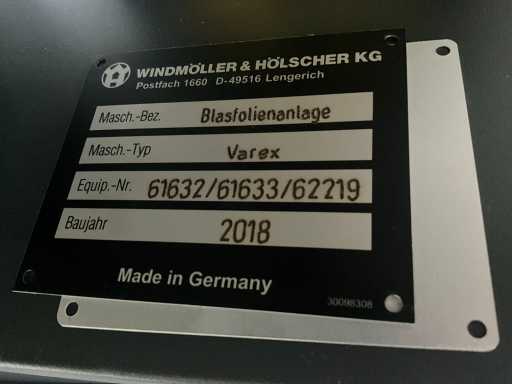 WINDMÖLLER & HÖLSCHER KG
Postfach 1660 D-49516 Lengerich
Masch.-Bez. Blasfolienanlage
Masch.-Typ Varex
Equip.-Nr. 61632/61633/62219
Baujahr 2018
Made in Germany
30098308